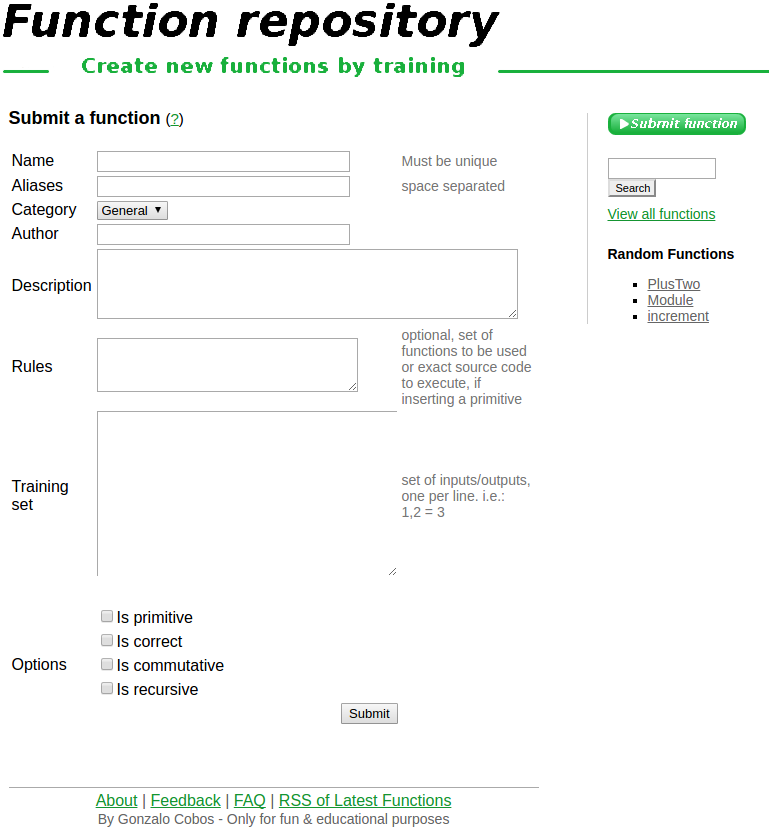 Function repository
Create new functions by training
Submit a function (?)
Name
Must be unique
Aliases
space separated
Category
General ▼
Author
Description
Rules
optional, set of
functions to be used
or exact source code
to execute, if
inserting a primitive
Training
set
set of inputs/outputs,
one per line. i.e.:
1,2 = 3
Options
Is primitive
Is correct
Is commutative
Is recursive
Submit
Submit function
Search
View all functions
Random Functions
PlusTwo
Module
increment
About | Feedback | FAQ | RSS of Latest Functions
By Gonzalo Cobos - Only for fun & educational purposes